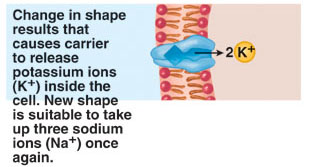 Change in shape
results that
causes carrier
to release
potassium ions
(K+) inside the
cell. New shape
is suitable to take
up three sodium
ions (Na+) once
again.
2 K+